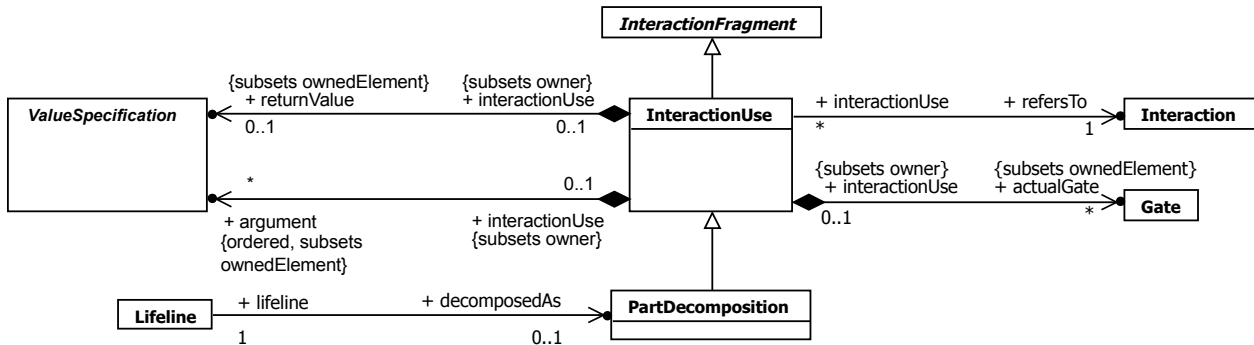 InteractionFragment
{subsets ownedElement}
+ returnValue
0..1
{subsets owner}
+ interactionUse
0..1
ValueSpecification
InteractionUse
+ interactionUse
*
+ refersTo
1
Interaction
*
+ argument
{ordered, subsets
ownedElement}
0..1
+ interactionUse
{subsets owner}
{subsets owner}
+ interactionUse
0..1
{subsets ownedElement}
+ actualGate
*
Gate
Lifeline
+ lifeline
1
+ decomposedAs
0..1
PartDecomposition